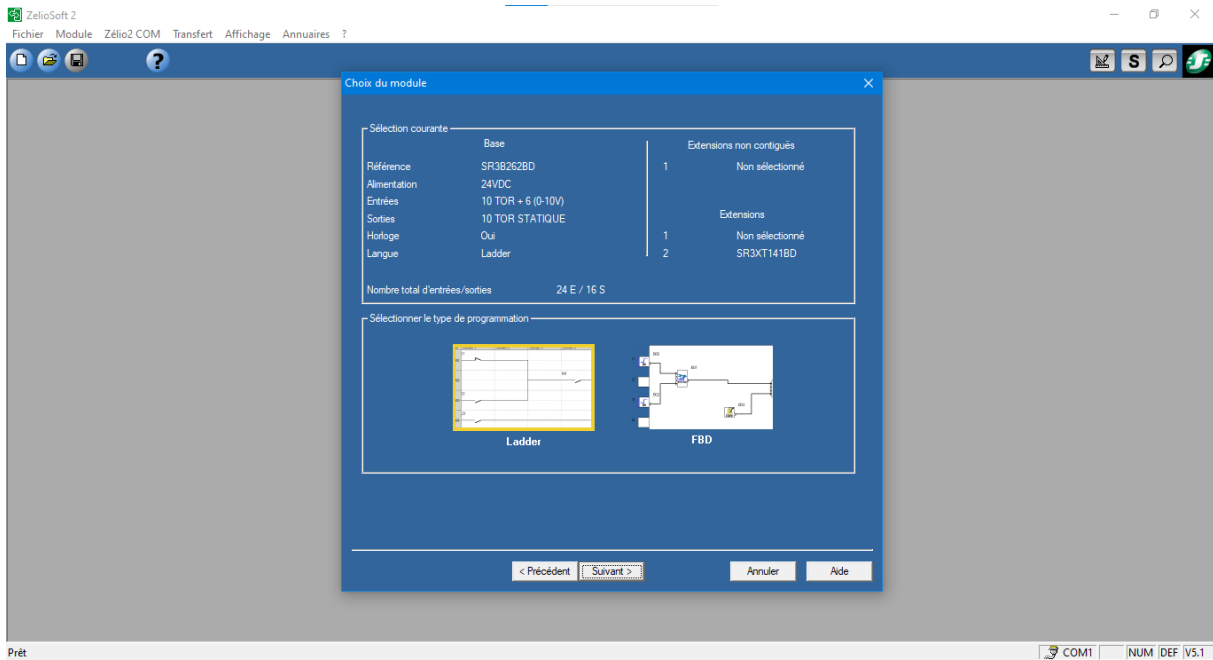 ZelioSoft 2
Fichier Module Zélio2 COM Transfert Affichage Annuaires ?
Choix du module
Sélection courante
Base
Référence SR3B262BD
Alimentation 24VDC
Entrées 10 TOR + 6 (0-10V)
Sorties 10 TOR STATIQUE
Horloge Oui
Langue Ladder
Nombre total d'entrées/sorties 24 E / 16 S
Extensions non contiguës
1 Non sélectionné
Extensions
1 Non sélectionné
2 SR3XT141BD
Sélectionner le type de programmation
Ladder
FBD
< Précédent
Suivant >
Annuler
Aide
Prêt
COM1 NUM DEF V5.1